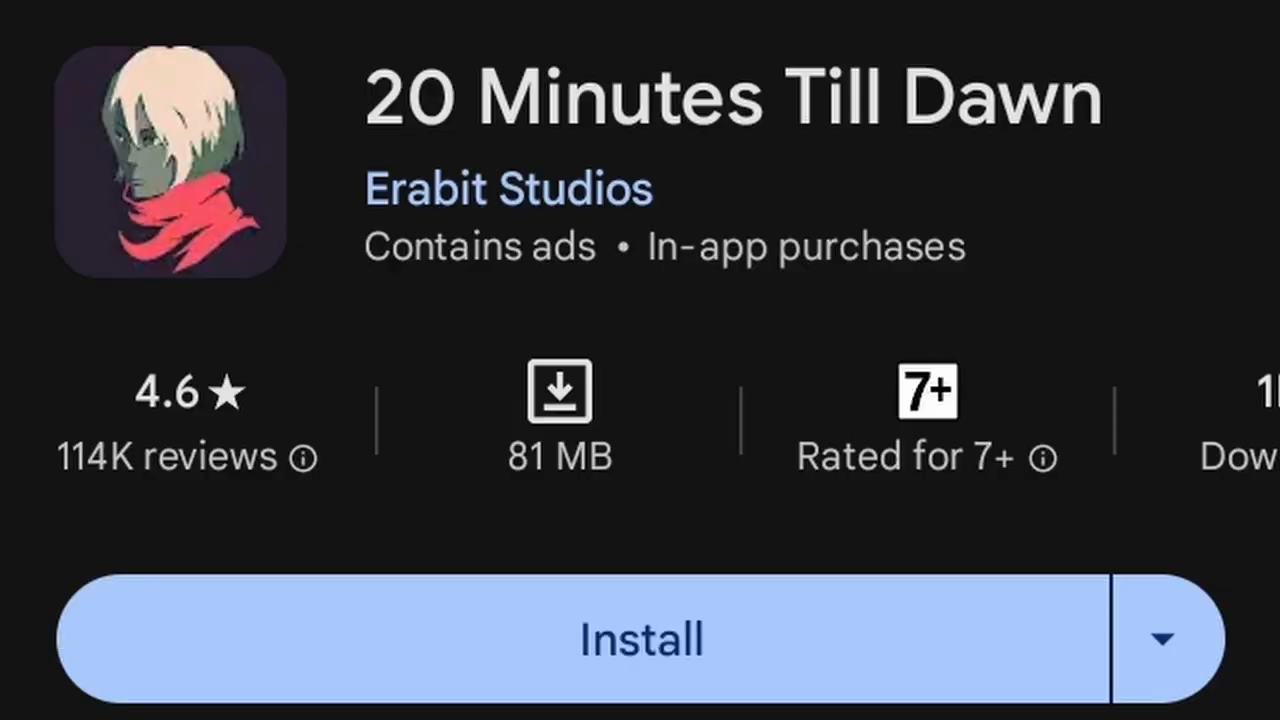 20 Minutes Till Dawn
Erabit Studios
Contains ads • In-app purchases
4.6★
114K reviews
81 MB
7+
Rated for 7+
Install